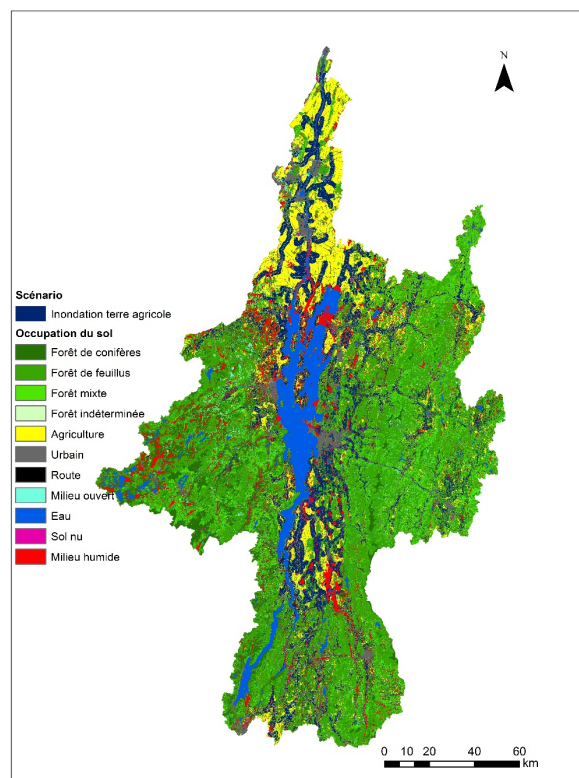 N
Scénario
Inondation terre agricole
Occupation du sol
Forêt de conifères
Forêt de feuillus
Forêt mixte
Forêt indéterminée
Agriculture
Urbain
Route
Milieu ouvert
Eau
Sol nu
Milieu humide
0 10 20 40 60
km